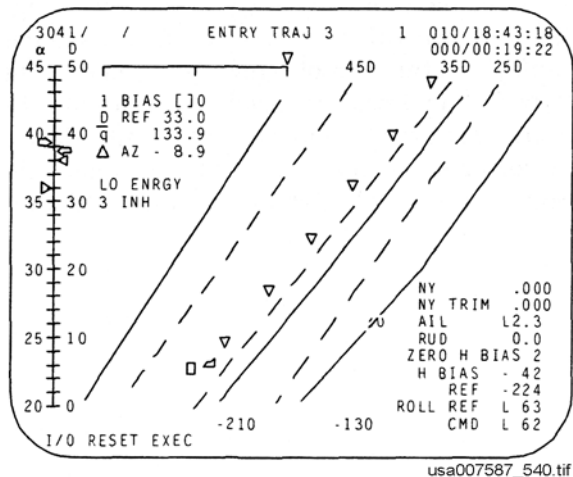 3041/ / ENTRY TRAJ 3 1 010/18:43:18
000/00:19:22
α D
45 50 45D 35D 25D
1 BIAS [ ]0
D REF 33.0
q̄ 133.9
40 40
Δ AZ - 8.9
LO ENRGY
3 INH
35 30
30 20
NY .000
NY TRIM .000
25 10 AIL L2.3
RUD 0.0
ZERO H BIAS 2
H BIAS - 42
REF -224
20 0 ROLL REF L 63
-210 -130 CMD L 62
I/O RESET EXEC
usa007587_540.tif